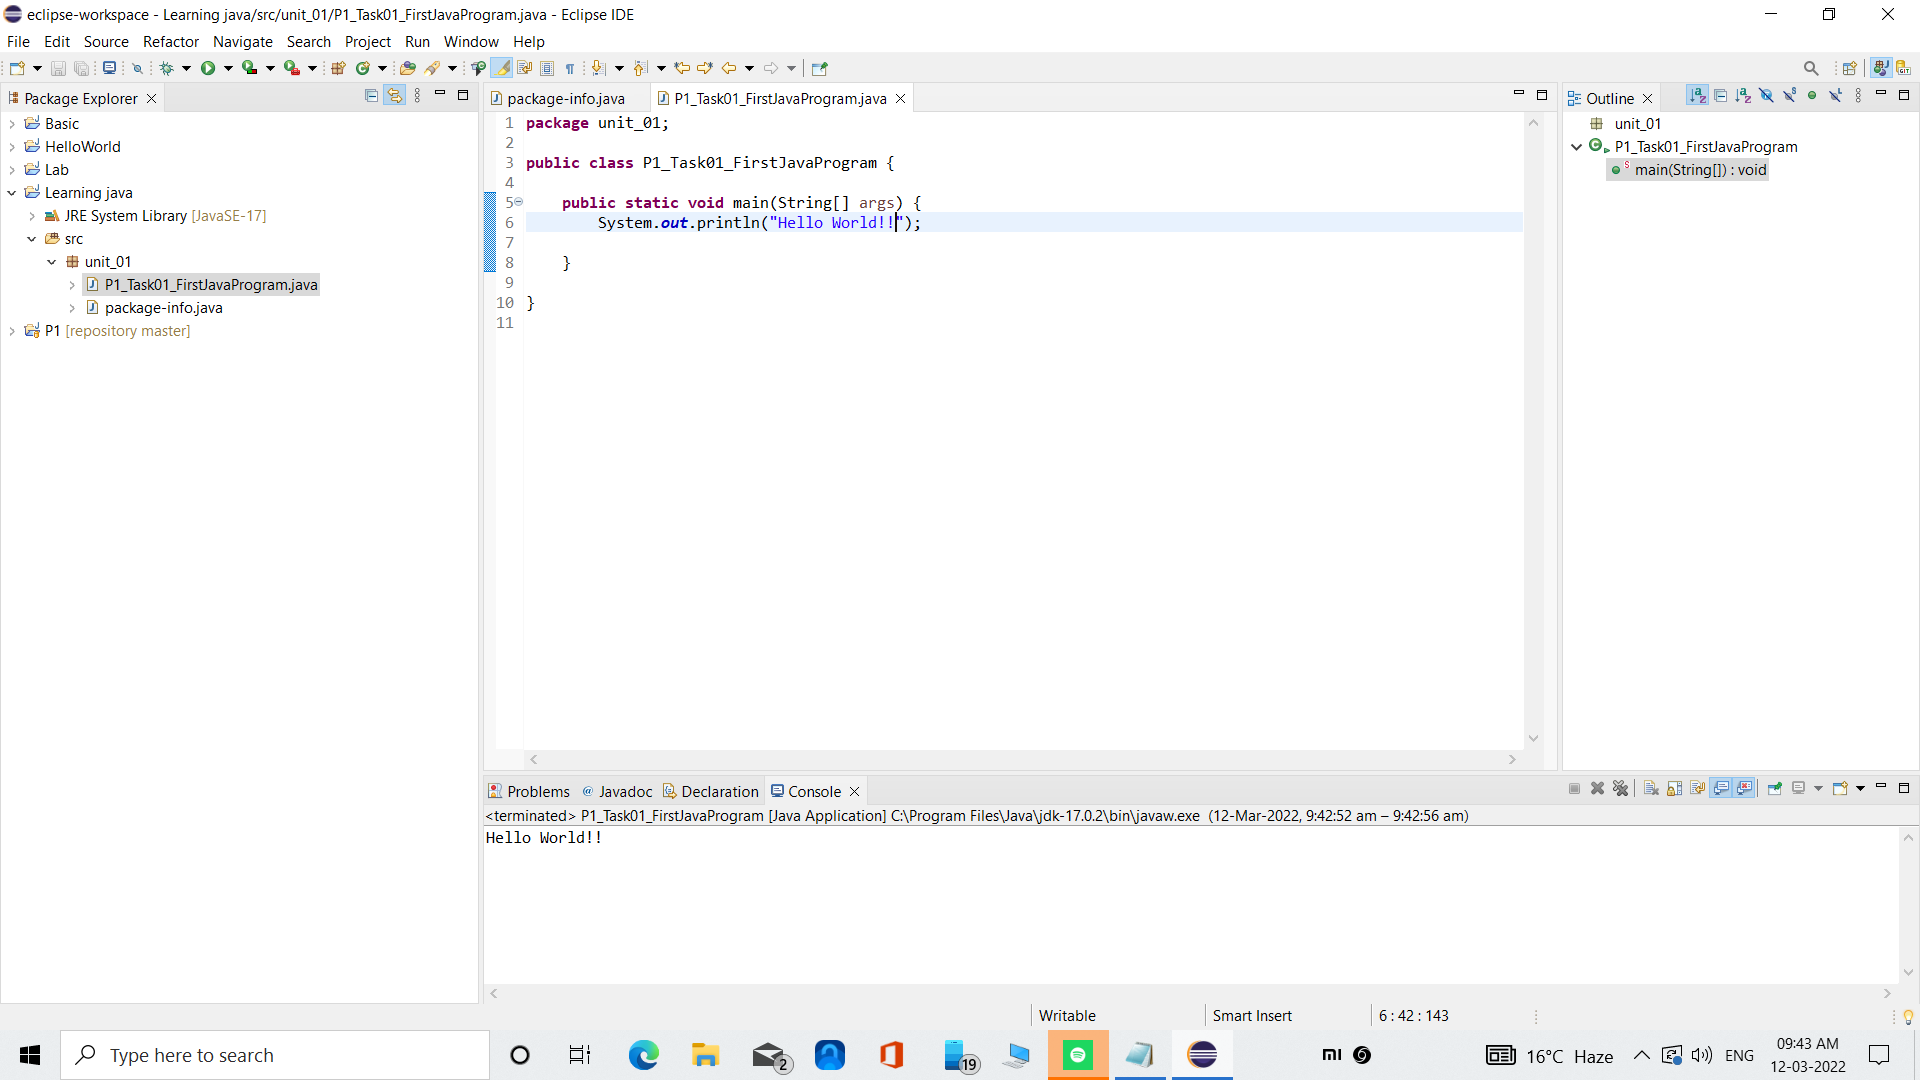 eclipse-workspace - Learning java/src/unit_01/P1_Task01_FirstJavaProgram.java - Eclipse IDE
File Edit Source Refactor Navigate Search Project Run Window Help
Package Explorer
Basic
HelloWorld
Lab
Learning java
JRE System Library [JavaSE-17]
src
unit_01
P1_Task01_FirstJavaProgram.java
package-info.java
P1 [repository master]
package-info.java P1_Task01_FirstJavaProgram.java
1 package unit_01;
2
3 public class P1_Task01_FirstJavaProgram {
4
5 public static void main(String[] args) {
6 System.out.println("Hello World!!");
7
8 }
9
10 }
11
Outline
unit_01
P1_Task01_FirstJavaProgram
main(String[]) : void
Problems @ Javadoc Declaration Console
<terminated> P1_Task01_FirstJavaProgram [Java Application] C:\Program Files\Java\jdk-17.0.2\bin\javaw.exe (12-Mar-2022, 9:42:52 am – 9:42:56 am)
Hello World!!
Writable Smart Insert 6 : 42 : 143
Type here to search
2
19
16°C Haze
ENG
09:43 AM
12-03-2022